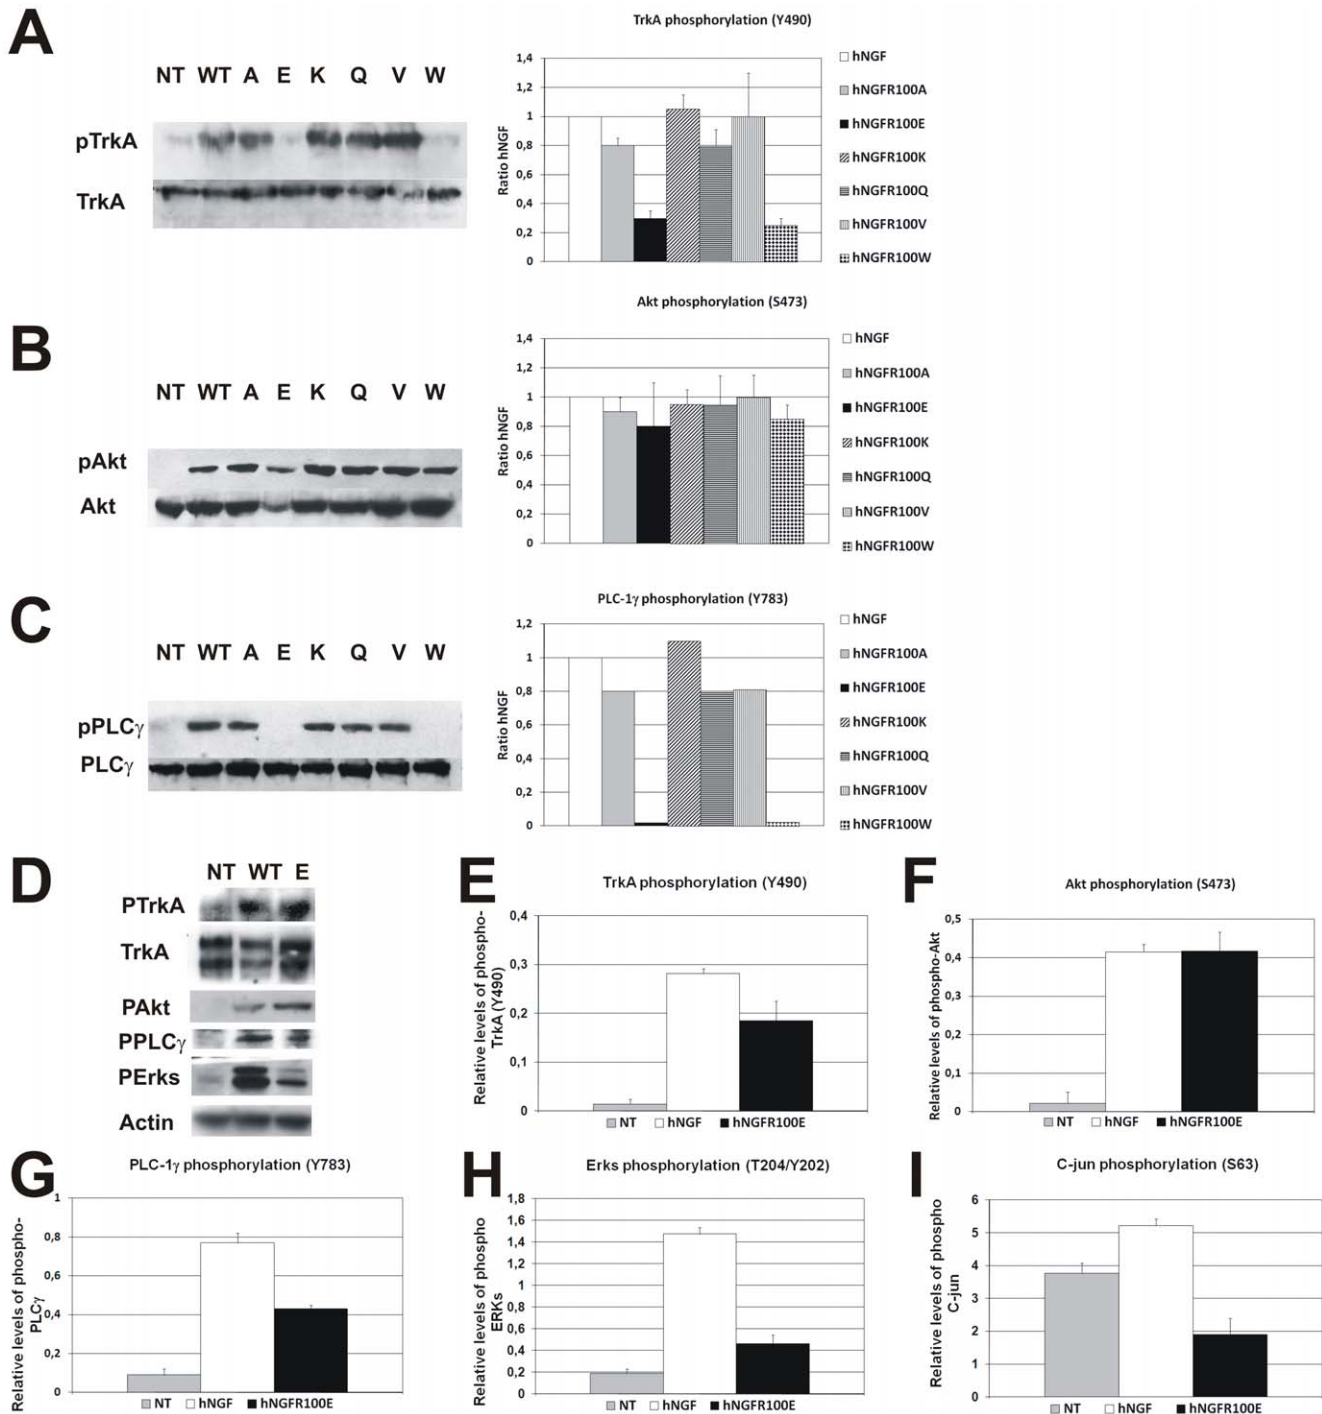 A
TrkA phosphorylation (Y490)
NT WT A E K Q V W
pTrkA
TrkA
Ratio hNGF
1,4
1,2
1
0,8
0,6
0,4
0,2
0
hNGF
hNGFR100A
hNGFR100E
hNGFR100K
hNGFR100Q
hNGFR100V
hNGFR100W
B
Akt phosphorylation (S473)
NT WT A E K Q V W
pAkt
Akt
Ratio hNGF
1,4
1,2
1
0,8
0,6
0,4
0,2
0
hNGF
hNGFR100A
hNGFR100E
hNGFR100K
hNGFR100Q
hNGFR100V
hNGFR100W
C
PLC-1γ phosphorylation (Y783)
NT WT A E K Q V W
pPLCγ
PLCγ
Ratio hNGF
1,2
1
0,8
0,6
0,4
0,2
0
hNGF
hNGFR100A
hNGFR100E
hNGFR100K
hNGFR100Q
hNGFR100V
hNGFR100W
D
NT WT E
PTrkA
TrkA
PAkt
PPLCγ
PErks
Actin
E
TrkA phosphorylation (Y490)
Relative levels of phospho-
TrkA (Y490)
0,4
0,3
0,2
0,1
0
NT hNGF hNGFR100E
F
Akt phosphorylation (S473)
Relative levels of phospho-Akt
0,5
0,4
0,3
0,2
0,1
0
NT hNGF hNGFR100E
G
PLC-1γ phosphorylation (Y783)
Relative levels of phospho-
PLCγ
1
0,8
0,6
0,4
0,2
0
NT hNGF hNGFR100E
H
Erks phosphorylation (T204/Y202)
Relative levels of phospho
ERKs
1,8
1,6
1,4
1,2
1
0,8
0,6
0,4
0,2
0
NT hNGF hNGFR100E
I
C-jun phosphorylation (S63)
Relative levels of phospho
C-jun
6
5
4
3
2
1
0
NT hNGF hNGFR100E